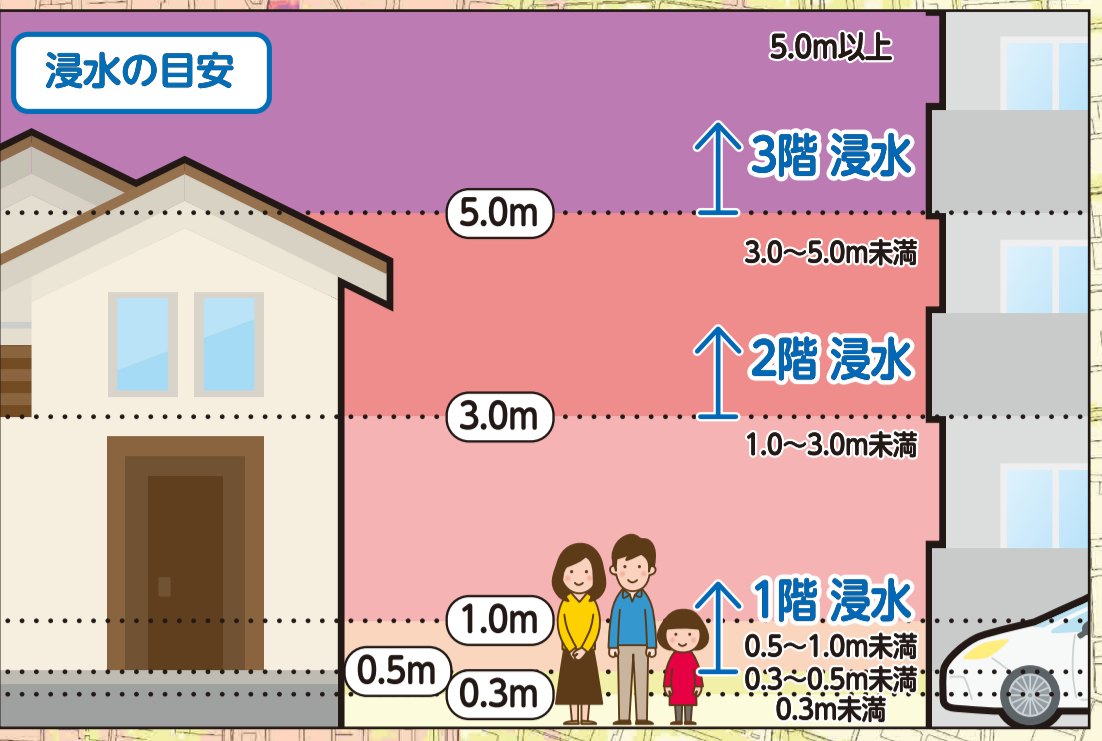 浸水の目安
5.0m以上
3階 浸水
5.0m
3.0～5.0m未満
2階 浸水
3.0m
1.0～3.0m未満
1階 浸水
1.0m
0.5～1.0m未満
0.5m
0.3～0.5m未満
0.3m
0.3m未満